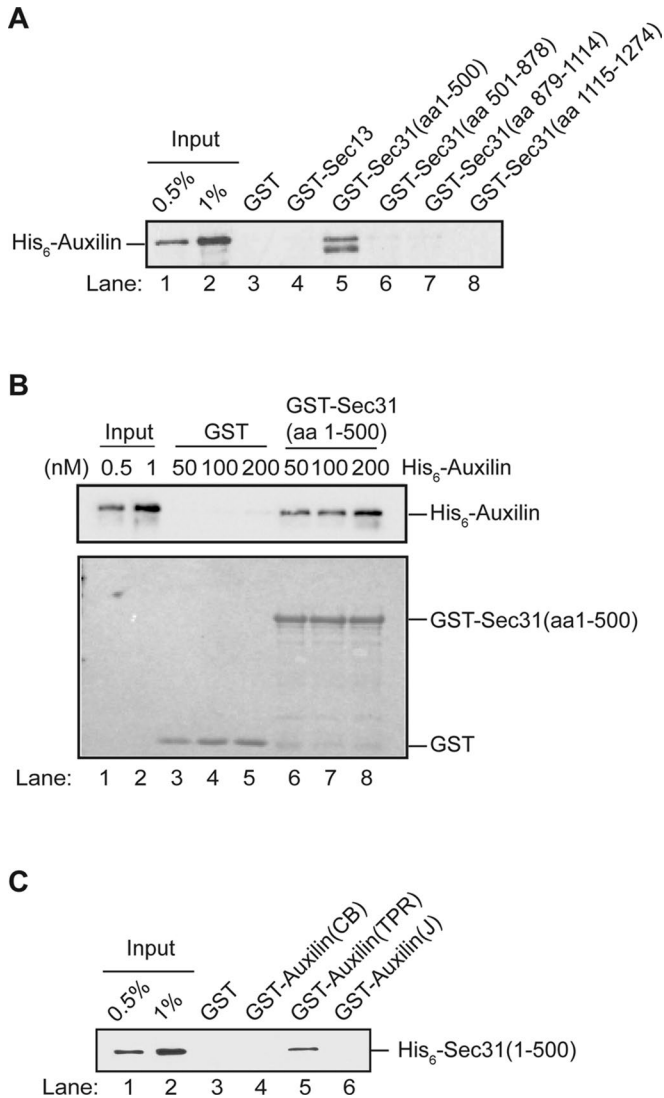 A
Input
0.5%
1%
GST
GST-Sec13
GST-Sec31(aa1-500)
GST-Sec31(aa 501-878)
GST-Sec31(aa 879-1114)
GST-Sec31(aa 1115-1274)
His6-Auxilin
Lane: 1 2 3 4 5 6 7 8
B
GST-Sec31
Input GST (aa 1-500)
(nM) 0.5 1 50 100 200 50 100 200 His6-Auxilin
His6-Auxilin
GST-Sec31(aa1-500)
GST
Lane: 1 2 3 4 5 6 7 8
C
Input
0.5%
1%
GST
GST-Auxilin(CB)
GST-Auxilin(TPR)
GST-Auxilin(J)
His6-Sec31(1-500)
Lane: 1 2 3 4 5 6